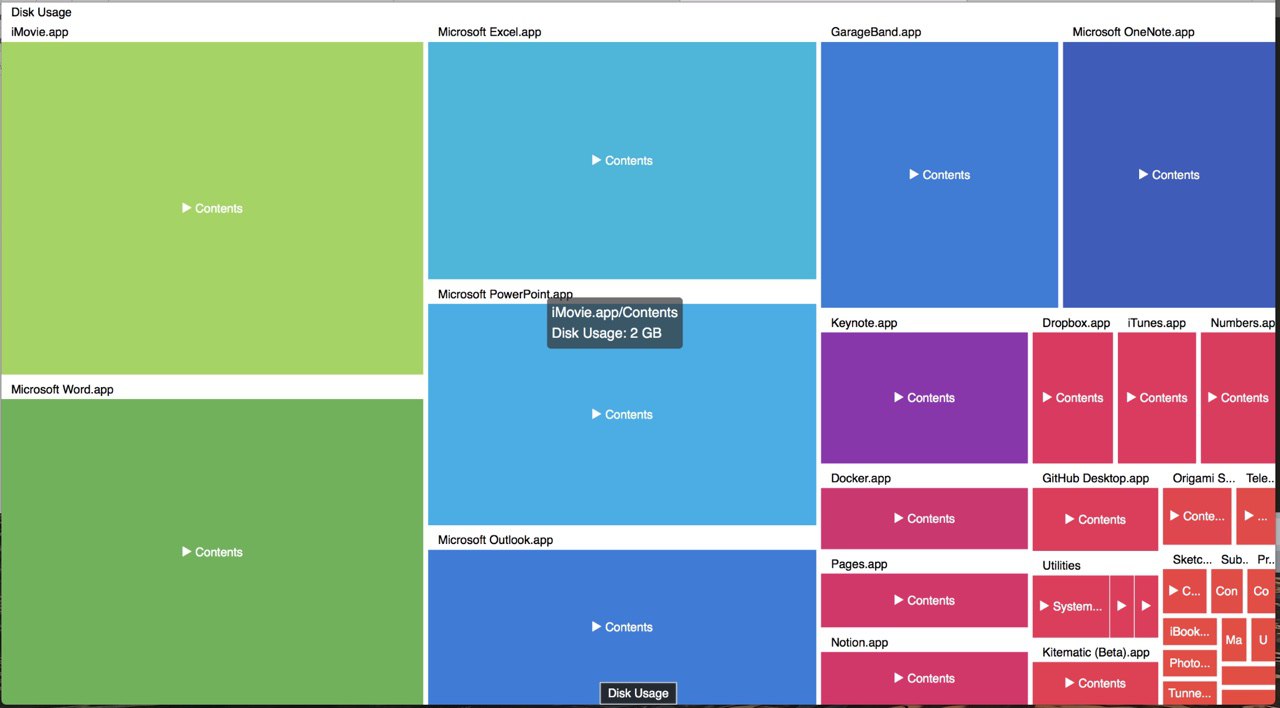 Disk Usage
iMovie.app
▶ Contents
Microsoft Word.app
▶ Contents
Microsoft Excel.app
▶ Contents
Microsoft PowerPoint.app
iMovie.app/Contents
Disk Usage: 2 GB
▶ Contents
Microsoft Outlook.app
▶ Contents
Disk Usage
GarageBand.app
▶ Contents
Microsoft OneNote.app
▶ Contents
Keynote.app
▶ Contents
Dropbox.app
▶ Contents
iTunes.app
▶ Contents
Numbers.ap
▶ Contents
Docker.app
▶ Contents
Pages.app
▶ Contents
Notion.app
▶ Contents
GitHub Desktop.app
▶ Contents
Utilities
▶ System...
▶
▶
Kitematic (Beta).app
▶ Contents
Origami S...
▶ Conte...
Tele...
▶ ...
Sketc...
▶ C...
Sub...
Con
Pr...
Co
iBook...
Photo...
Tunne...
Ma
U